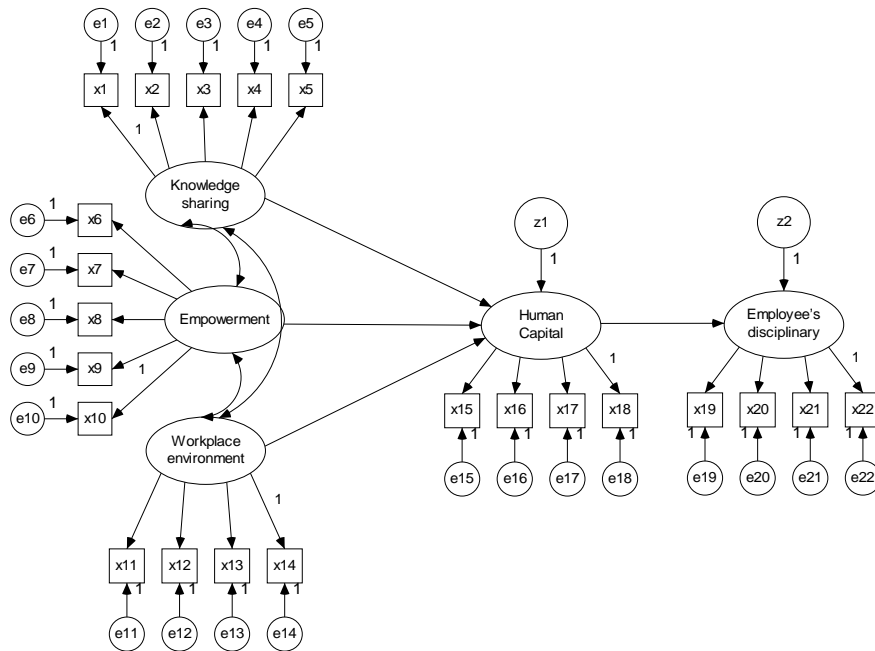 e1 e2 e3 e4 e5
1 1 1 1 1
x1 x2 x3 x4 x5
1
Knowledge
sharing
e6 1 x6
e7 1 x7
e8 1 x8
e9 1 x9
1
e10 1 x10
Empowerment
Workplace
environment
1
x11 x12 x13 x14
1 1 1 1
e11 e12 e13 e14
z1
1
Human
Capital
1
x15 x16 x17 x18
1 1 1 1
e15 e16 e17 e18
z2
1
Employee's
disciplinary
1
x19 x20 x21 x22
1 1 1 1
e19 e20 e21 e22